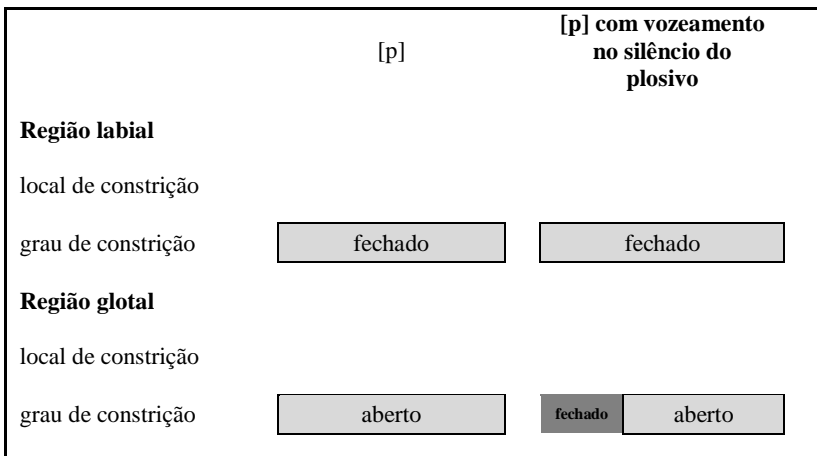 [p]
[p] com vozeamento
no silêncio do
plosivo
Região labial
local de constrição
grau de constrição fechado fechado
Região glotal
local de constrição
grau de constrição aberto fechado aberto